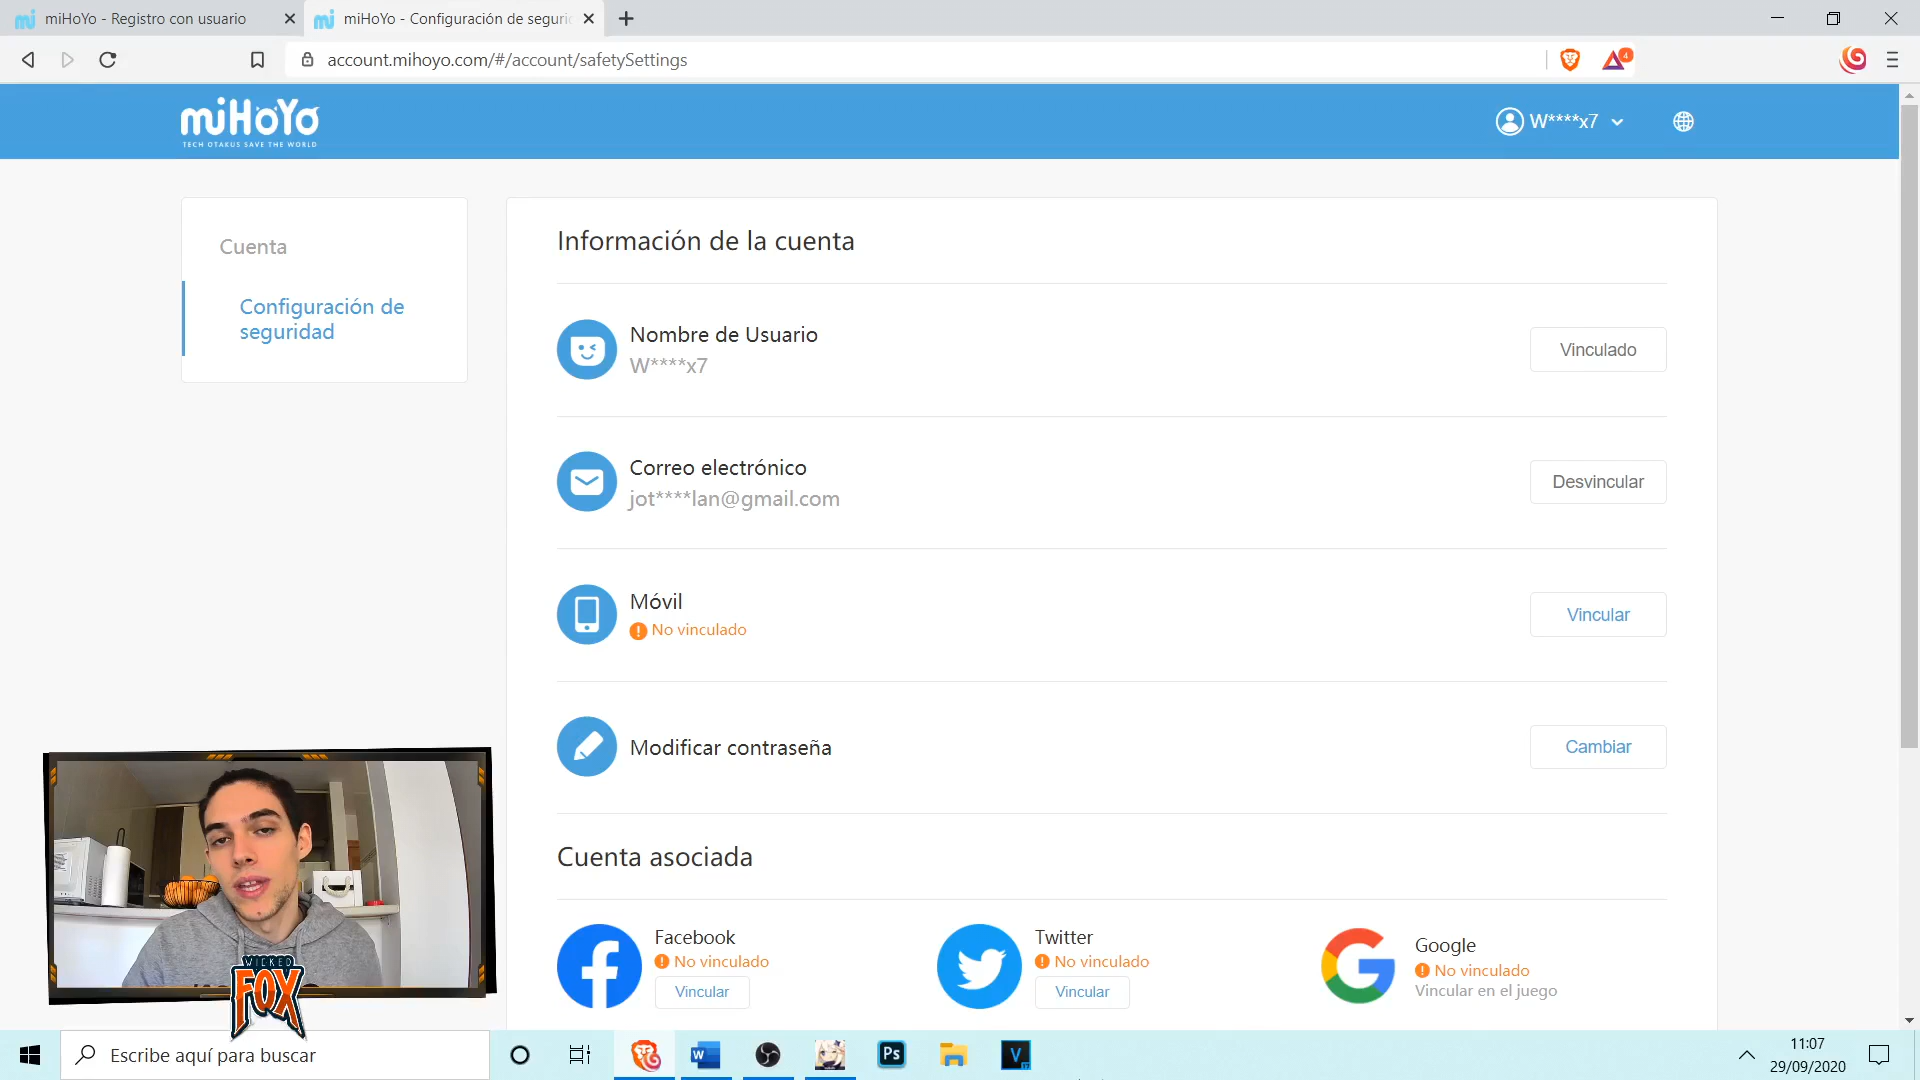 miHoYo - Registro con usuario
miHoYo - Configuración de seguri
account.mihoyo.com/#/account/safetySettings
4
miHoYo
TECH OTAKUS SAVE THE WORLD
W****x7
Cuenta
Configuración de
seguridad
Información de la cuenta
Nombre de Usuario
W****x7
Vinculado
Correo electrónico
jot****lan@gmail.com
Desvincular
Móvil
No vinculado
Vincular
Modificar contraseña
Cambiar
Cuenta asociada
Facebook
No vinculado
Vincular
Twitter
No vinculado
Vincular
Google
No vinculado
Vincular en el juego
WICKED
FOX
Escribe aquí para buscar
W
Ps
V
11:07
29/09/2020